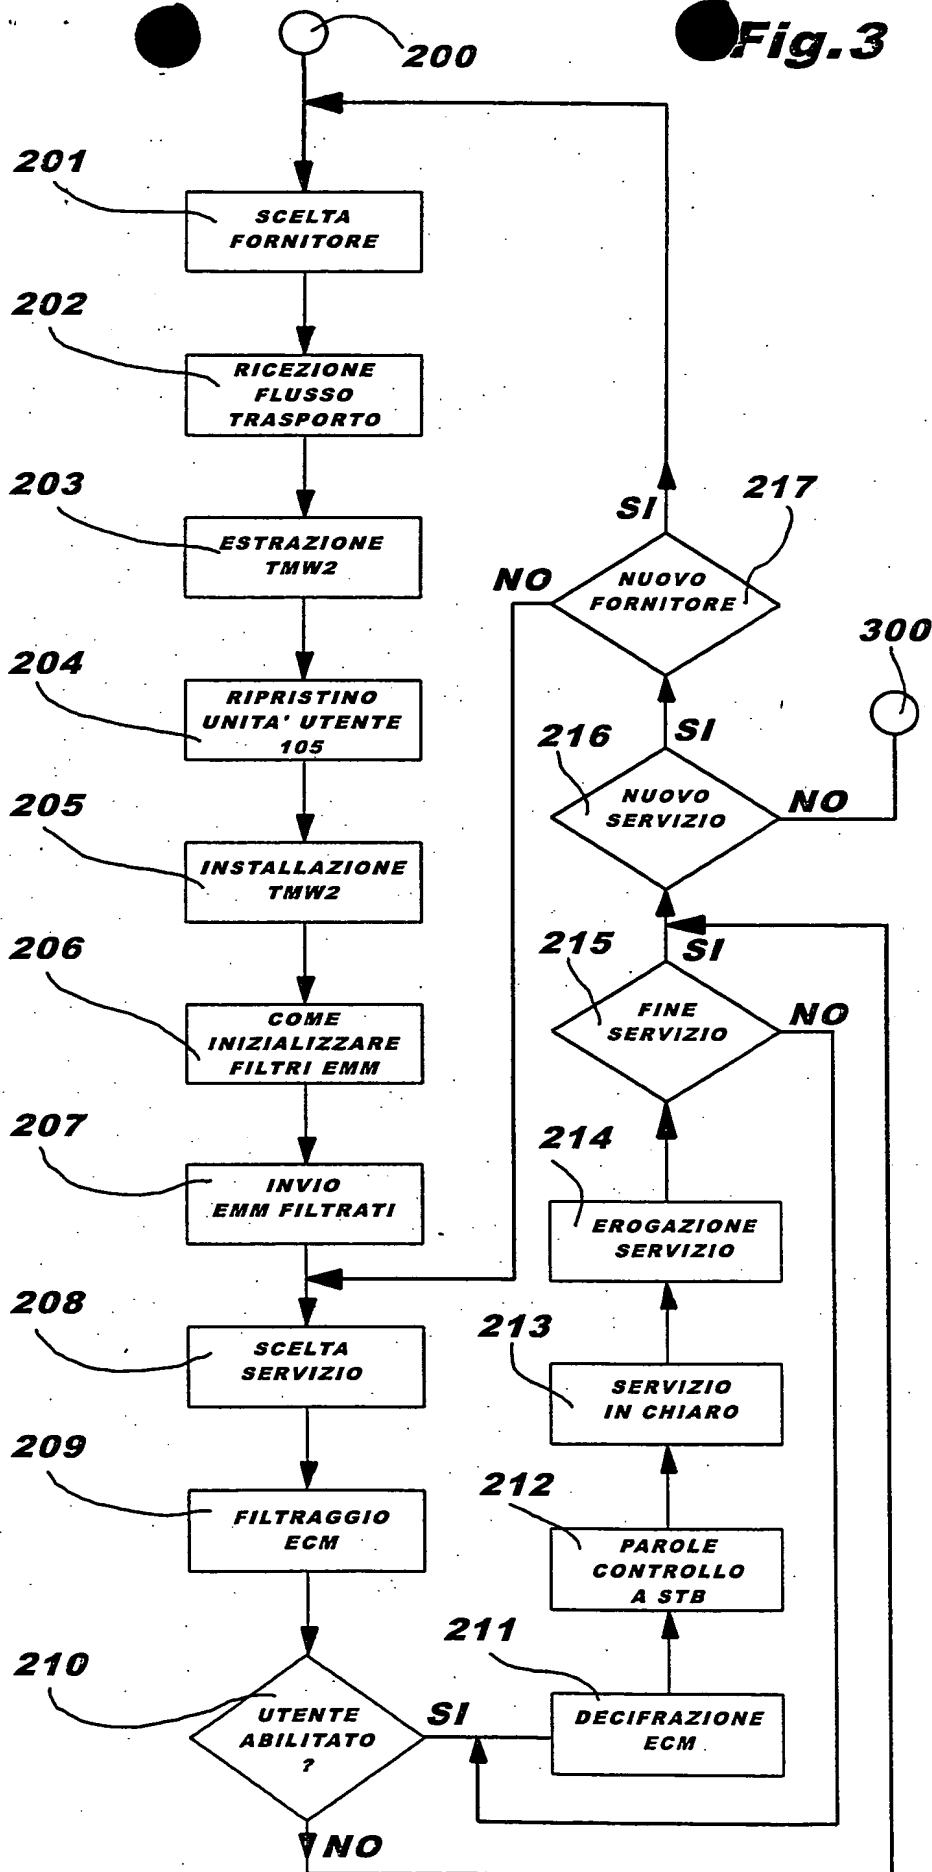 Fig.3
200
201
SCELTA
FORNITORE
202
RICEZIONE
FLUSSO
TRASPORTO
203
ESTRAZIONE
TMW2
204
RIPRISTINO
UNITA' UTENTE
105
205
INSTALLAZIONE
TMW2
206
COME
INIZIALIZZARE
FILTRI EMM
207
INVIO
EMM FILTRATI
208
SCELTA
SERVIZIO
209
FILTRAGGIO
ECM
210
UTENTE
ABILITATO
?
SI
NO
211
DECIFRAZIONE
ECM
212
PAROLE
CONTROLLO
A STB
213
SERVIZIO
IN CHIARO
214
EROGAZIONE
SERVIZIO
215
FINE
SERVIZIO
SI
NO
216
NUOVO
SERVIZIO
SI
NO
300
217
NUOVO
FORNITORE
SI
NO